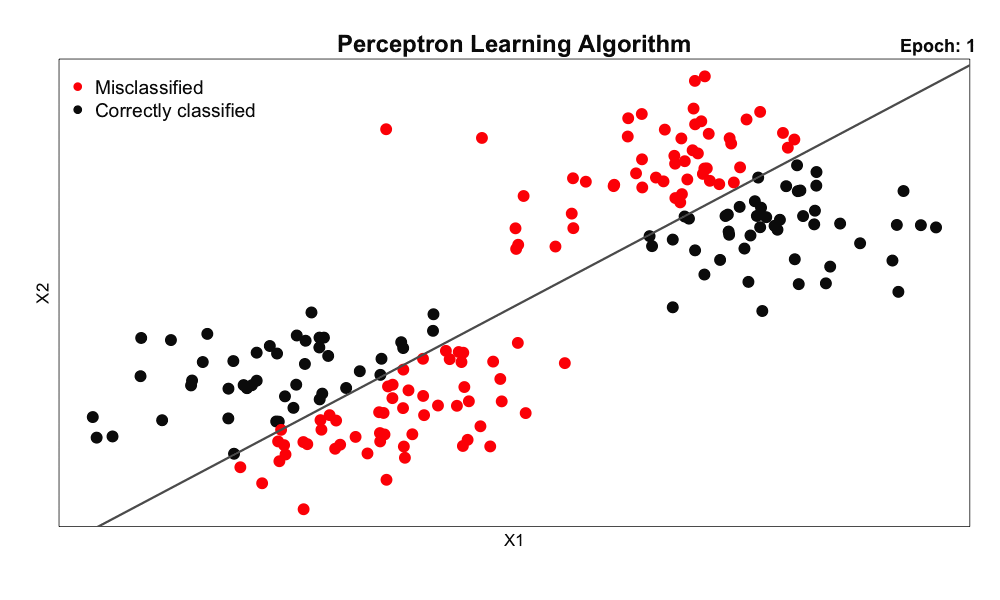 Perceptron Learning Algorithm
Epoch: 1
Misclassified
Correctly classified
X2
X1